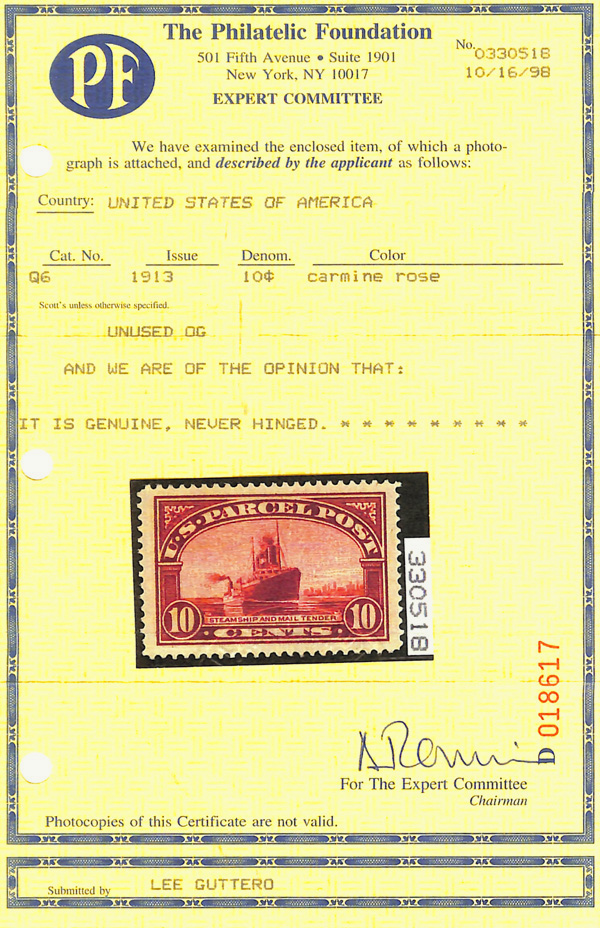 PF
The Philatelic Foundation
501 Fifth Avenue • Suite 1901
New York, NY 10017
EXPERT COMMITTEE
No. 0330518
10/16/98
We have examined the enclosed item, of which a photo-
graph is attached, and described by the applicant as follows:
Country: UNITED STATES OF AMERICA
Cat. No. Issue Denom. Color
Q6 1913 10¢ carmine rose
Scott's unless otherwise specified.
UNUSED OG
AND WE ARE OF THE OPINION THAT:
IT IS GENUINE, NEVER HINGED. * * * * * * * * *
U.S. PARCEL POST
STEAMSHIP AND MAIL TENDER
10 10
• CENTS •
330518
D 018617
For The Expert Committee
Chairman
Photocopies of this Certificate are not valid.
Submitted by LEE GUTTERO